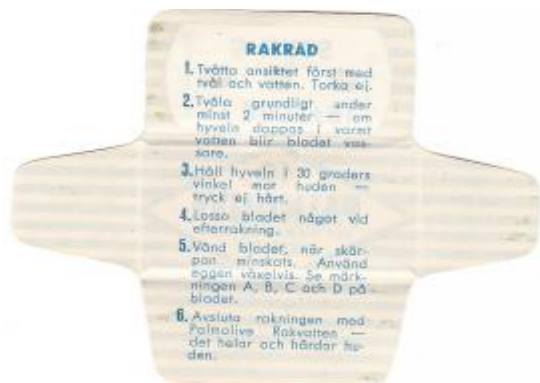 RAKRÅD
1. Tvätta ansiktet först med
tvål och vatten. Torka ej.
2. Tvåla grundligt under
minst 2 minuter — om
hyveln doppas i varmt
vatten blir bladet vas-
sare.
3. Håll hyveln i 30 graders
vinkel mot huden —
tryck ej hårt.
4. Lossa bladet något vid
efterrakning.
5. Vänd bladet, när skär-
pan minskats. Använd
eggen växelvis. Se märk-
ningen A, B, C och D på
bladet.
6. Avsluta rakningen med
Palmolive Rakvatten —
det helar och hårdar hu-
den.